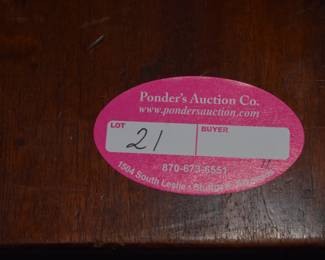 Ponder's Auction Co.
www.pondersauction.com
LOT
BUYER
21
870-673-6551
1504 South Leslie •